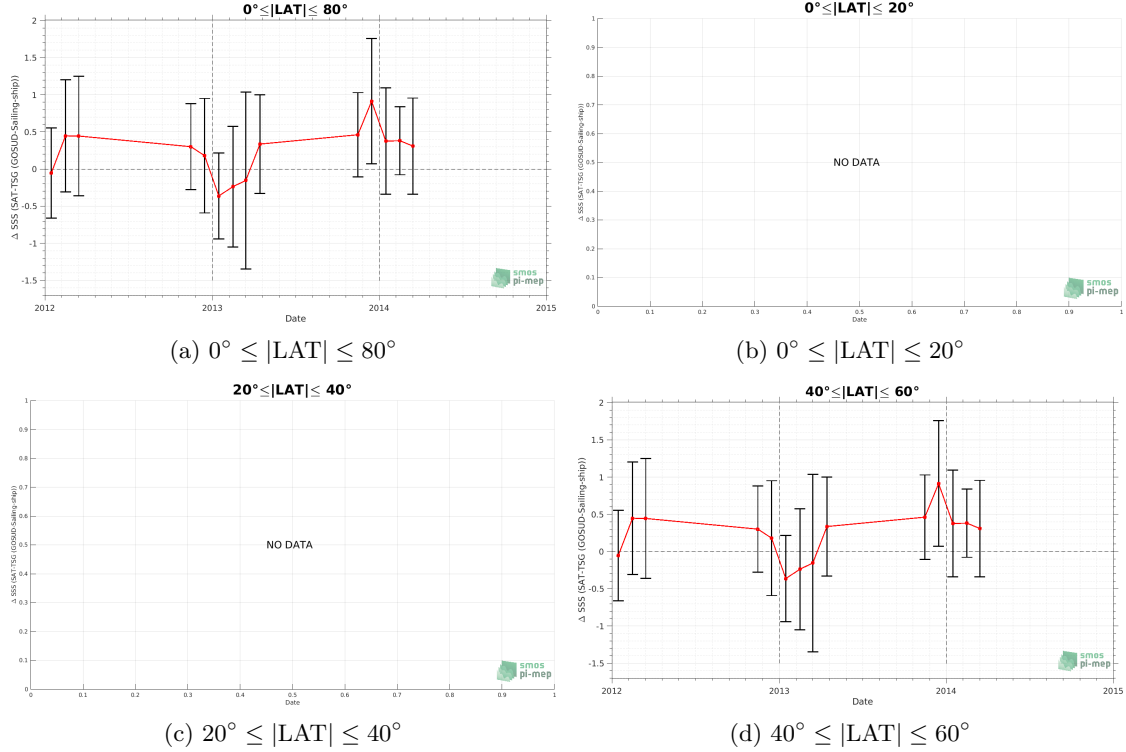 0°≤|LAT|≤ 80°
2
1.5
1
0.5
0
-0.5
-1
-1.5
Δ SSS (SAT-TSG (GOSUD-Sailing-ship))
2012
2013
2014
2015
Date
smos
pi-mep
(a) 0° ≤ |LAT| ≤ 80°
0°≤|LAT|≤ 20°
1
0.9
0.8
0.7
0.6
0.5
0.4
0.3
0.2
0.1
0
Δ SSS (SAT-TSG (GOSUD-Sailing-ship))
NO DATA
0
0.1
0.2
0.3
0.4
0.5
0.6
0.7
0.8
0.9
1
Date
smos
pi-mep
(b) 0° ≤ |LAT| ≤ 20°
20°≤|LAT|≤ 40°
1
0.9
0.8
0.7
0.6
0.5
0.4
0.3
0.2
0.1
0
Δ SSS (SAT-TSG (GOSUD-Sailing-ship))
NO DATA
0
0.1
0.2
0.3
0.4
0.5
0.6
0.7
0.8
0.9
1
Date
smos
pi-mep
(c) 20° ≤ |LAT| ≤ 40°
40°≤|LAT|≤ 60°
2
1.5
1
0.5
0
-0.5
-1
-1.5
Δ SSS (SAT-TSG (GOSUD-Sailing-ship))
2012
2013
2014
2015
Date
smos
pi-mep
(d) 40° ≤ |LAT| ≤ 60°